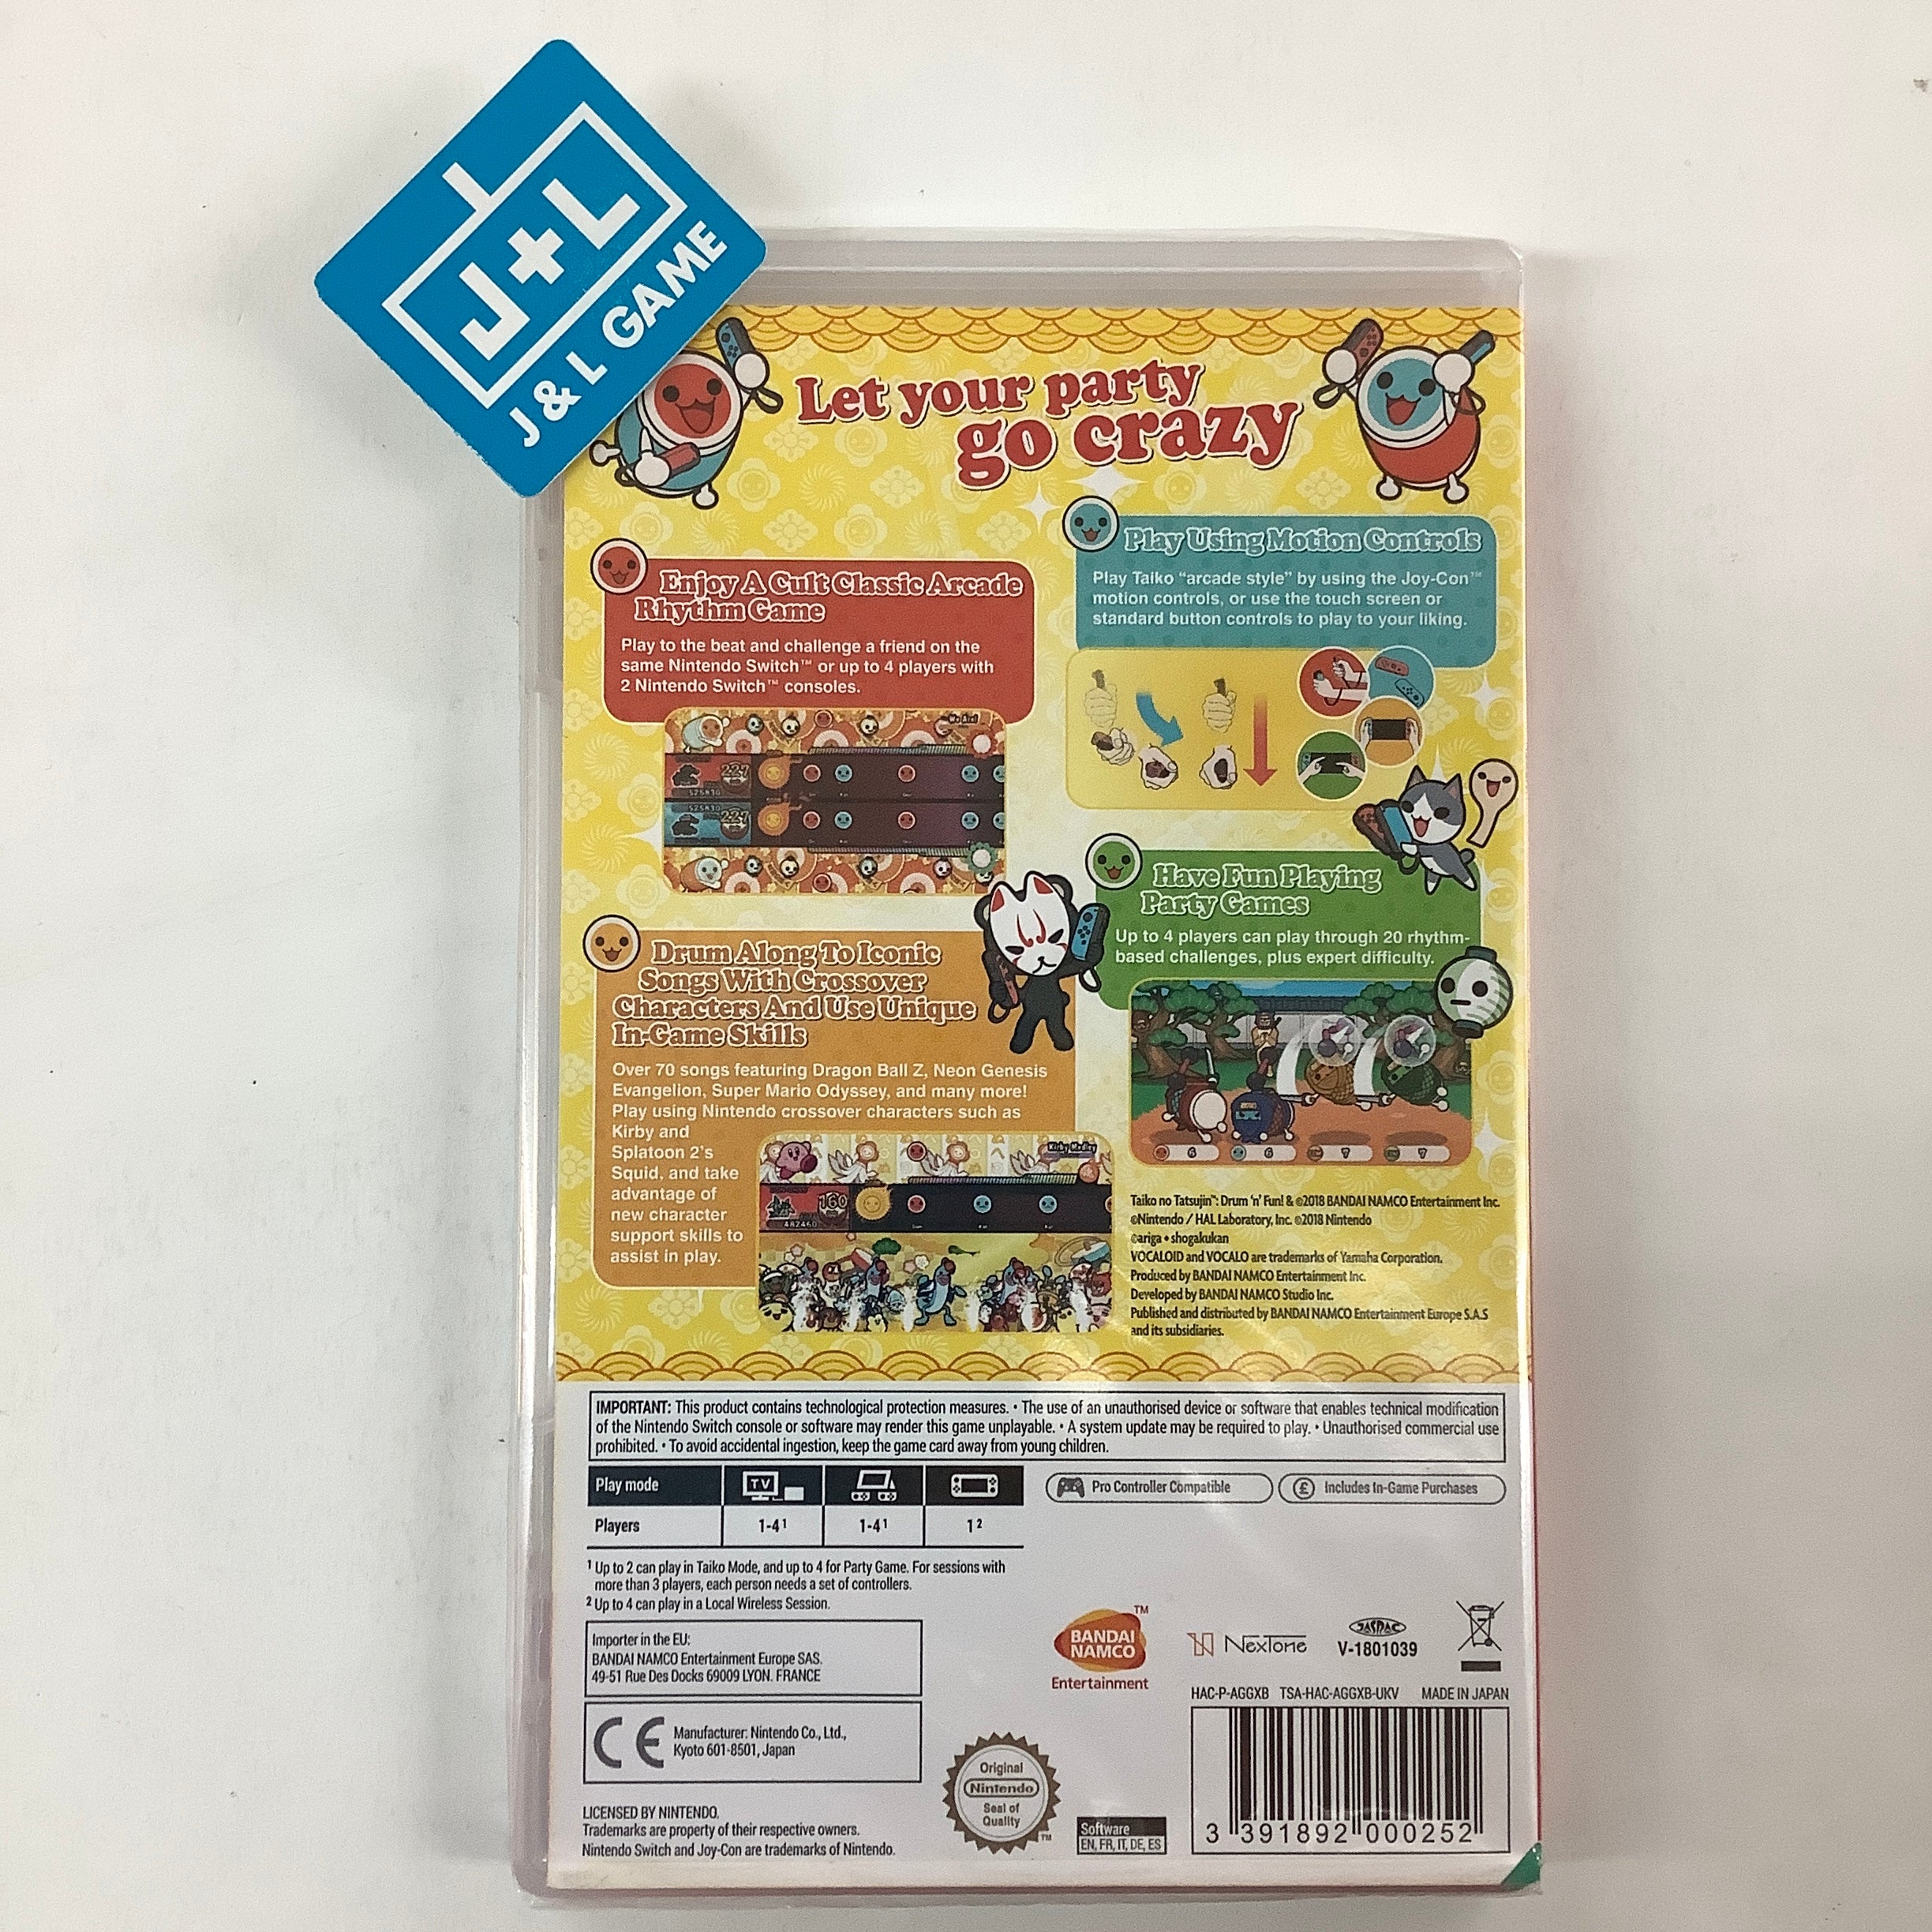 J+L
J & L GAME
Let your party
go crazy
Enjoy A Cult Classic Arcade
Rhythm Game
Play to the beat and challenge a friend on the
same Nintendo Switch™ or up to 4 players with
2 Nintendo Switch™ consoles.
We Are!
227
525830
525830
227
Play Using Motion Controls
Play Taiko “arcade style” by using the Joy-Con™
motion controls, or use the touch screen or
standard button controls to play to your liking.
Drum Along To Iconic
Songs With Crossover
Characters And Use Unique
In-Game Skills
Over 70 songs featuring Dragon Ball Z, Neon Genesis
Evangelion, Super Mario Odyssey, and many more!
Play using Nintendo crossover characters such as
Kirby and
Splatoon 2's
Squid, and take
advantage of
new character
support skills to
assist in play.
Kirby Medley
160
482460
Have Fun Playing
Party Games
Up to 4 players can play through 20 rhythm-
based challenges, plus expert difficulty.
6 6 7 7
Taiko no Tatsujin™: Drum 'n' Fun! & ©2018 BANDAI NAMCO Entertainment Inc.
©Nintendo / HAL Laboratory, Inc. ©2018 Nintendo
©ariga • shogakukan
VOCALOID and VOCALO are trademarks of Yamaha Corporation.
Produced by BANDAI NAMCO Entertainment Inc.
Developed by BANDAI NAMCO Studio Inc.
Published and distributed by BANDAI NAMCO Entertainment Europe S.A.S
and its subsidiaries.
IMPORTANT: This product contains technological protection measures. • The use of an unauthorised device or software that enables technical modification
of the Nintendo Switch console or software may render this game unplayable. • A system update may be required to play. • Unauthorised commercial use
prohibited. • To avoid accidental ingestion, keep the game card away from young children.
Play mode TV
Players 1-4¹ 1-4¹ 1²
Pro Controller Compatible
£ Includes In-Game Purchases
¹ Up to 2 can play in Taiko Mode, and up to 4 for Party Game. For sessions with
more than 3 players, each person needs a set of controllers.
² Up to 4 can play in a Local Wireless Session.
Importer in the EU:
BANDAI NAMCO Entertainment Europe SAS.
49-51 Rue Des Docks 69009 LYON. FRANCE
CE
Manufacturer: Nintendo Co., Ltd.,
Kyoto 601-8501, Japan
LICENSED BY NINTENDO.
Trademarks are property of their respective owners.
Nintendo Switch and Joy-Con are trademarks of Nintendo.
BANDAI
NAMCO
™
Entertainment
NexTone
JASRAC
V-1801039
HAC-P-AGGXB TSA-HAC-AGGXB-UKV MADE IN JAPAN
Original
Nintendo
Seal of
Quality
™
Software
EN, FR, IT, DE, ES
3 391892 000252